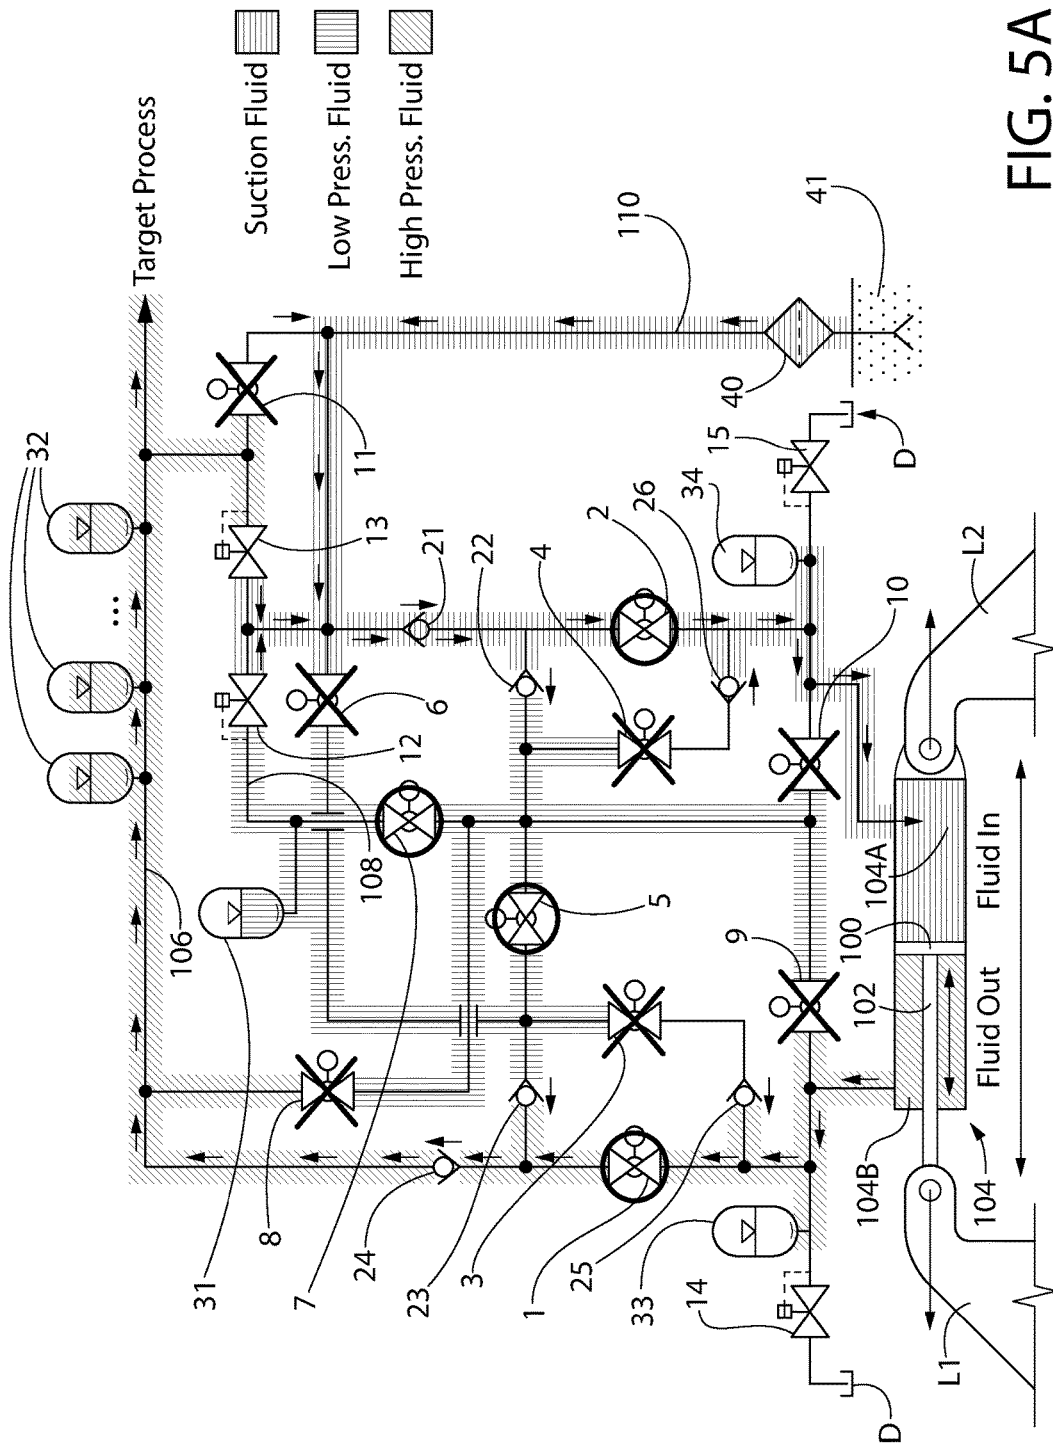 Target Process
Suction Fluid
Low Press. Fluid
High Press. Fluid
FIG. 5A
32
...
106
31
108
13
12
11
6
21
22
4
2
26
34
15
D
40
110
41
7
8
5
24
23
3
1
25
33
14
D
9
10
L2
104A
Fluid In
100
102
Fluid Out
104B
104
L1